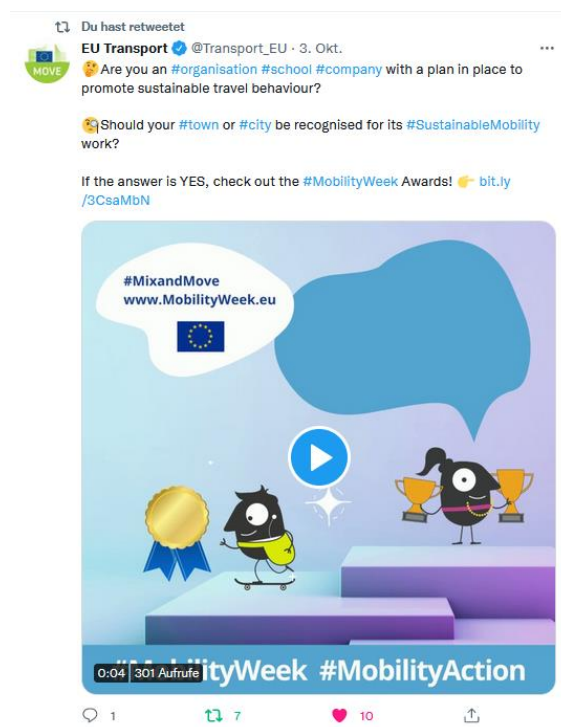 Du hast retweetet
EU Transport @Transport_EU · 3. Okt.
MOVE
🤔Are you an #organisation #school #company with a plan in place to
promote sustainable travel behaviour?
🧐Should your #town or #city be recognised for its #SustainableMobility
work?
If the answer is YES, check out the #MobilityWeek Awards! 👉 bit.ly
/3CsaMbN
#MixandMove
www.MobilityWeek.eu
0:04 301 Aufrufe
ityWeek #MobilityAction
1 7 10